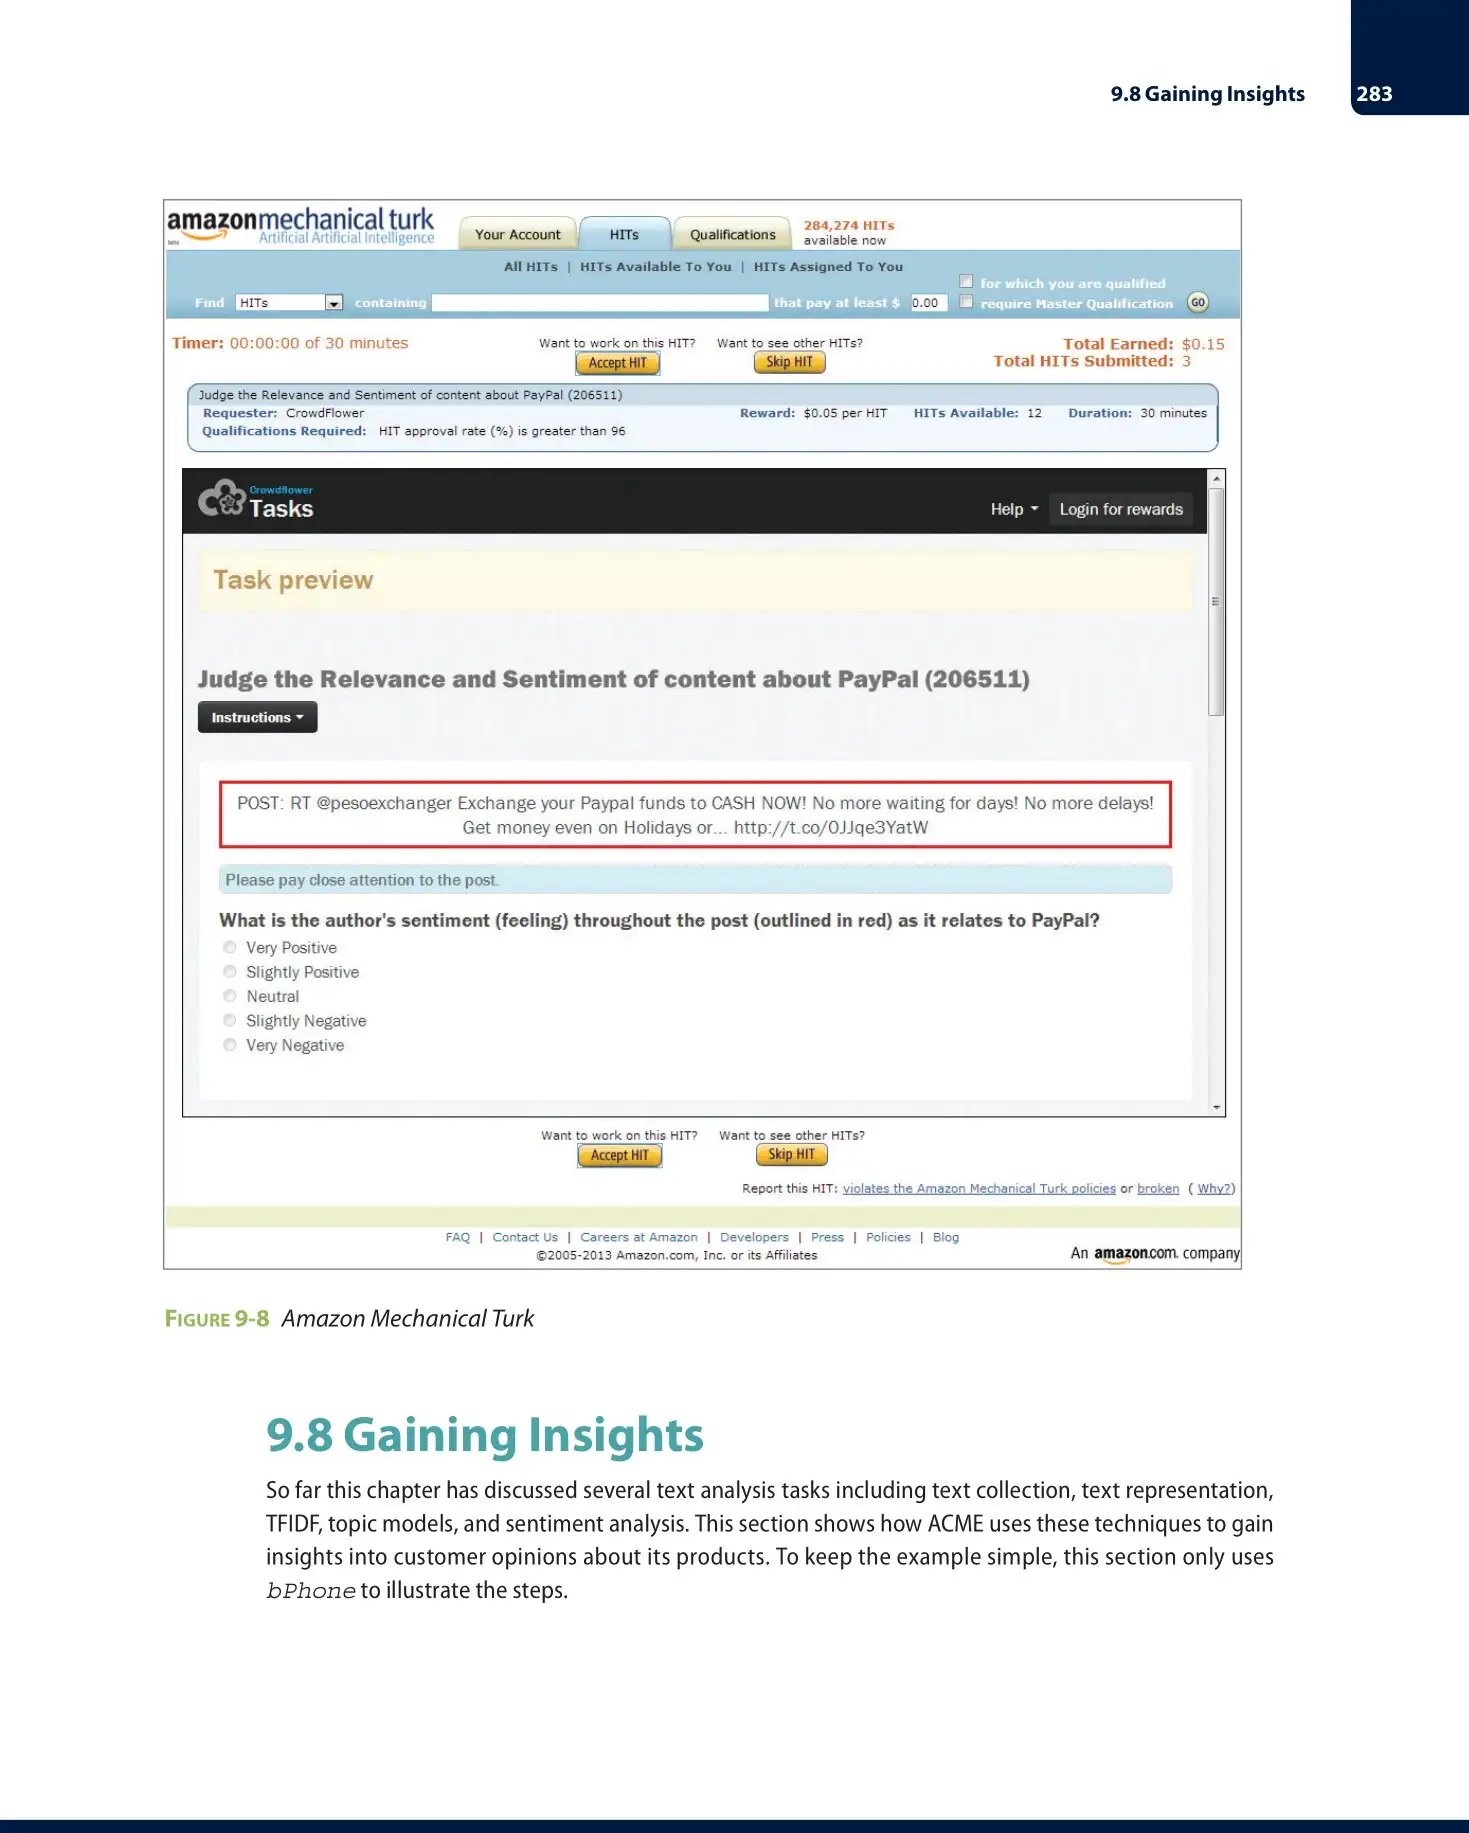 9.8 Gaining Insights 283
amazonmechanical turk
beta
Artificial Artificial Intelligence
Your Account HITs Qualifications
284,274 HITs
available now
All HITs | HITs Available To You | HITs Assigned To You
for which you are qualified
Find HITs containing that pay at least $ 0.00 require Master Qualification GO
Timer: 00:00:00 of 30 minutes
Want to work on this HIT? Want to see other HITs?
Accept HIT Skip HIT
Total Earned: $0.15
Total HITs Submitted: 3
Judge the Relevance and Sentiment of content about PayPal (206511)
Requester: CrowdFlower Reward: $0.05 per HIT HITs Available: 12 Duration: 30 minutes
Qualifications Required: HIT approval rate (%) is greater than 96
Crowdflower
Tasks
Help Login for rewards
Task preview
Judge the Relevance and Sentiment of content about PayPal (206511)
Instructions
POST: RT @pesoexchanger Exchange your Paypal funds to CASH NOW! No more waiting for days! No more delays!
Get money even on Holidays or... http://t.co/0JJqe3YatW
Please pay close attention to the post.
What is the author's sentiment (feeling) throughout the post (outlined in red) as it relates to PayPal?
Very Positive
Slightly Positive
Neutral
Slightly Negative
Very Negative
Want to work on this HIT? Want to see other HITs?
Accept HIT Skip HIT
Report this HIT: violates the Amazon Mechanical Turk policies or broken ( Why?)
FAQ | Contact Us | Careers at Amazon | Developers | Press | Policies | Blog
©2005-2013 Amazon.com, Inc. or its Affiliates
An amazon.com. company
FIGURE 9-8 Amazon Mechanical Turk
9.8 Gaining Insights
So far this chapter has discussed several text analysis tasks including text collection, text representation,
TFIDF, topic models, and sentiment analysis. This section shows how ACME uses these techniques to gain
insights into customer opinions about its products. To keep the example simple, this section only uses
bPhone to illustrate the steps.